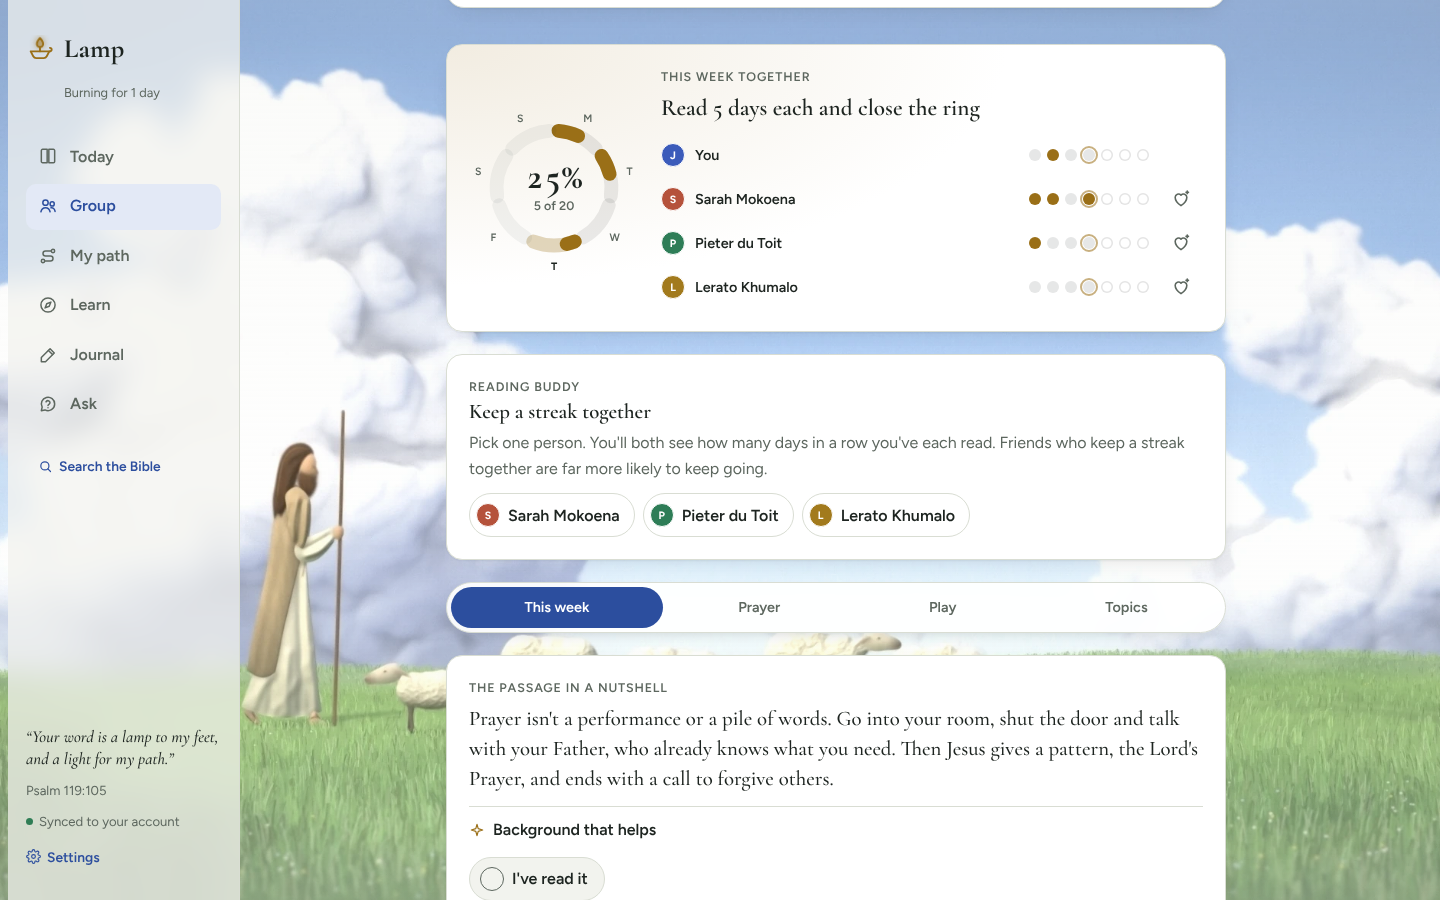 Lamp
Burning for 1 day
Today
Group
My path
Learn
Journal
Ask
Search the Bible
“Your word is a lamp to my feet,
and a light for my path.”
Psalm 119:105
Synced to your account
Settings
S
M
T
W
T
F
S
25%
5 of 20
THIS WEEK TOGETHER
Read 5 days each and close the ring
J You
S Sarah Mokoena
P Pieter du Toit
L Lerato Khumalo
READING BUDDY
Keep a streak together
Pick one person. You'll both see how many days in a row you've each read. Friends who keep a streak
together are far more likely to keep going.
S Sarah Mokoena P Pieter du Toit L Lerato Khumalo
This week Prayer Play Topics
THE PASSAGE IN A NUTSHELL
Prayer isn't a performance or a pile of words. Go into your room, shut the door and talk
with your Father, who already knows what you need. Then Jesus gives a pattern, the Lord's
Prayer, and ends with a call to forgive others.
Background that helps
I've read it